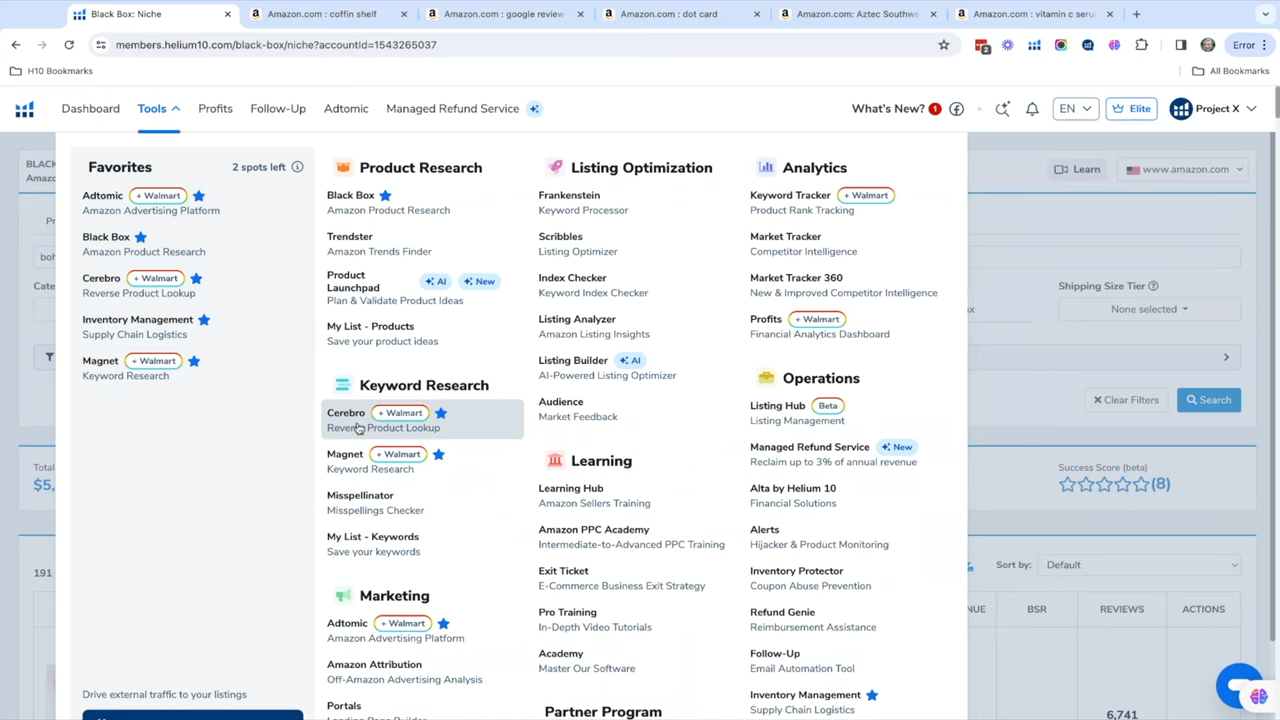 Black Box: Niche
Amazon.com : coffin shelf
Amazon.com : google review
Amazon.com : dot card
Amazon.com: Aztec Southwe
Amazon.com : vitamin c seru
members.helium10.com/black-box/niche?accountId=1543265037
2
Error
H10 Bookmarks
All Bookmarks
Dashboard
Tools
Profits
Follow-Up
Adtomic
Managed Refund Service
What's New? 1
EN
Elite
Project X
BLAC
Amazo
Learn
www.amazon.com
Pr
boh
Cate
Shipping Size Tier
None selected
ax
Clear Filters
Search
Total
$5,
Success Score (beta)
(8)
191
Sort by:
Default
NUE
BSR
REVIEWS
ACTIONS
6,741
Favorites
2 spots left
Adtomic + Walmart
Amazon Advertising Platform
Black Box
Amazon Product Research
Cerebro + Walmart
Reverse Product Lookup
Inventory Management
Supply Chain Logistics
Magnet + Walmart
Keyword Research
Drive external traffic to your listings
Product Research
Black Box
Amazon Product Research
Trendster
Amazon Trends Finder
Product
Launchpad
AI
New
Plan & Validate Product Ideas
My List - Products
Save your product ideas
Keyword Research
Cerebro + Walmart
Reverse Product Lookup
Magnet + Walmart
Keyword Research
Misspellinator
Misspellings Checker
My List - Keywords
Save your keywords
Marketing
Adtomic + Walmart
Amazon Advertising Platform
Amazon Attribution
Off-Amazon Advertising Analysis
Portals
Landing Page Builder
Listing Optimization
Frankenstein
Keyword Processor
Scribbles
Listing Optimizer
Index Checker
Keyword Index Checker
Listing Analyzer
Amazon Listing Insights
Listing Builder AI
AI-Powered Listing Optimizer
Audience
Market Feedback
Learning
Learning Hub
Amazon Sellers Training
Amazon PPC Academy
Intermediate-to-Advanced PPC Training
Exit Ticket
E-Commerce Business Exit Strategy
Pro Training
In-Depth Video Tutorials
Academy
Master Our Software
Partner Program
Analytics
Keyword Tracker + Walmart
Product Rank Tracking
Market Tracker
Competitor Intelligence
Market Tracker 360
New & Improved Competitor Intelligence
Profits + Walmart
Financial Analytics Dashboard
Operations
Listing Hub Beta
Listing Management
Managed Refund Service New
Reclaim up to 3% of annual revenue
Alta by Helium 10
Financial Solutions
Alerts
Hijacker & Product Monitoring
Inventory Protector
Coupon Abuse Prevention
Refund Genie
Reimbursement Assistance
Follow-Up
Email Automation Tool
Inventory Management
Supply Chain Logistics